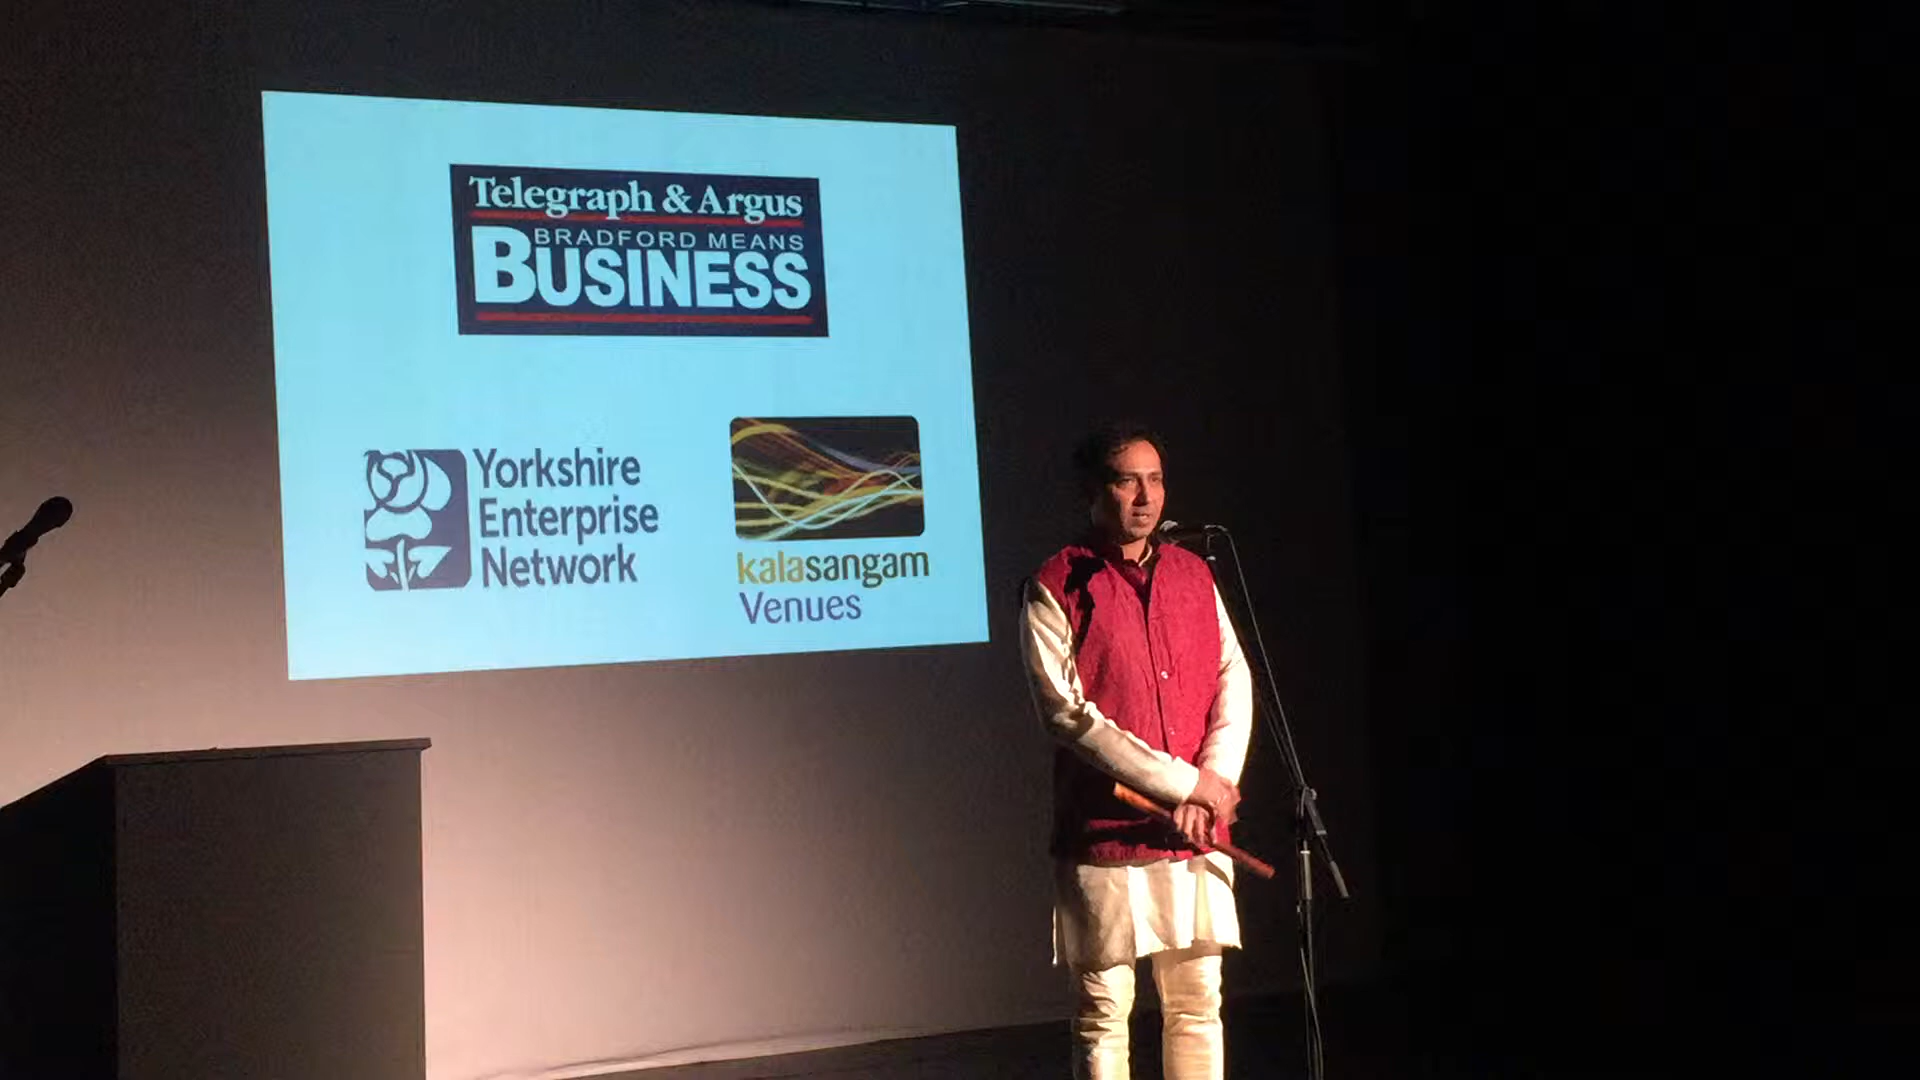 Telegraph & Argus
BRADFORD MEANS
BUSINESS
Yorkshire
Enterprise
Network
kalasangam
Venues